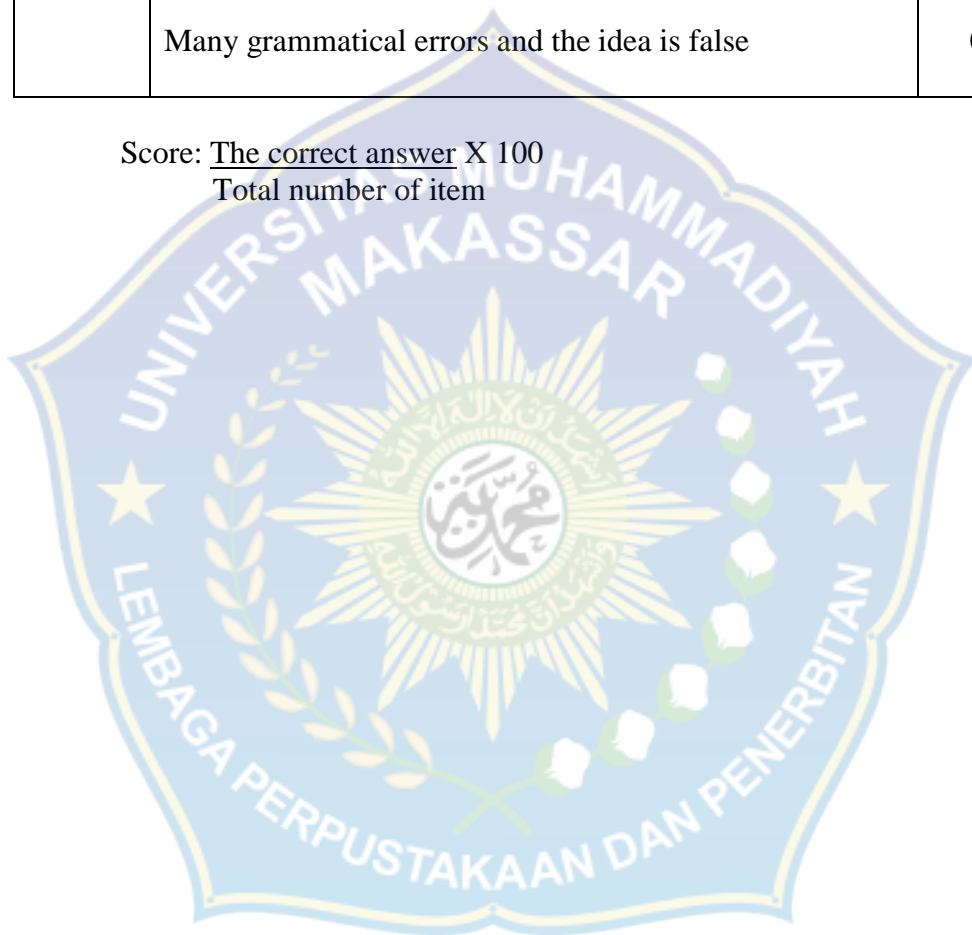 Many grammatical errors and the idea is false
Score: The correct answer X 100
Total number of item
UNIVERSITAS MUHAMMADIYAH
MAKASSAR
محمدية
LEMBAGA PERPUSTAKAAN DAN PENERBITAN